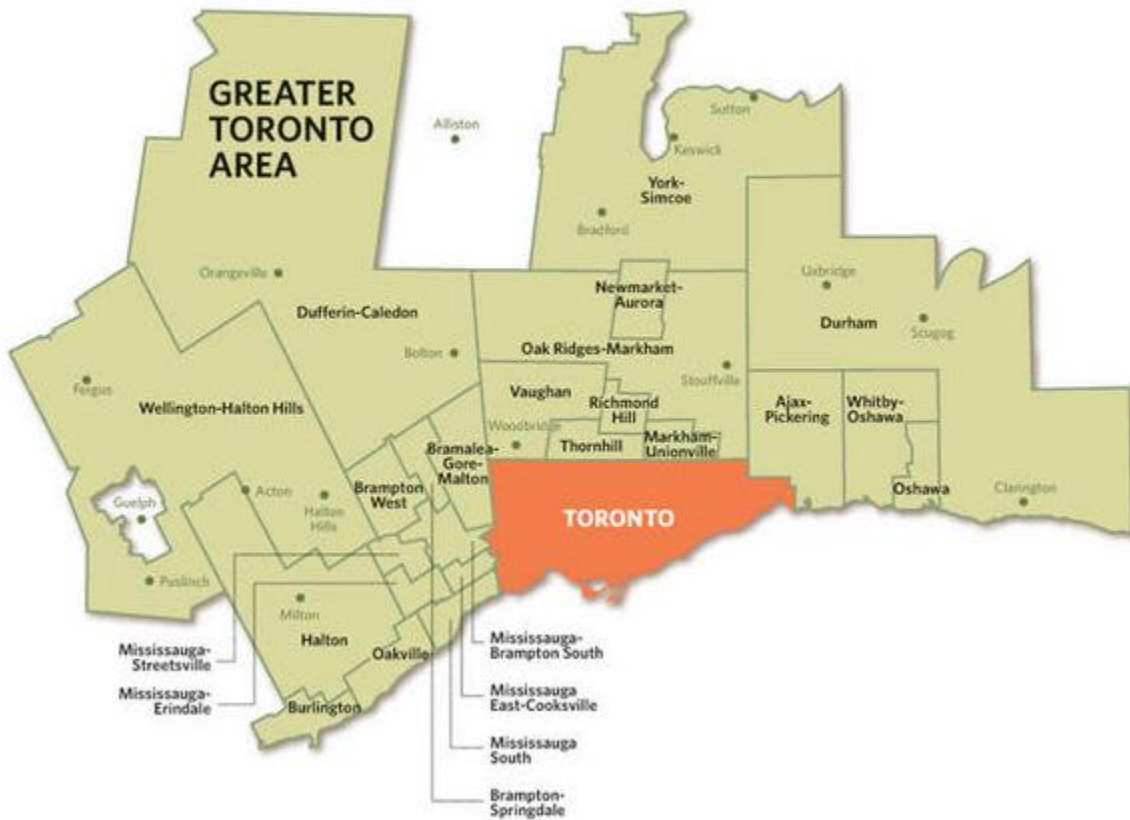 GREATER
TORONTO
AREA
Alliston
Sutton
Keswick
York-
Simcoe
Bradford
Orangeville
Newmarket-
Aurora
Uxbridge
Dufferin-Caledon
Durham
Scugog
Bolton
Oak Ridges-Markham
Stouffville
Fergus
Vaughan
Wellington-Halton Hills
Richmond
Hill
Ajax-
Pickering
Whitby-
Oshawa
Woodbridge
Thornhill
Markham-
Unionville
Bramalea-
Gore-
Malton
Acton
Brampton
West
Oshawa
Clarington
Guelph
Halton
Hills
TORONTO
Puslinch
Milton
Halton
Oakville
Mississauga-
Streetsville
Mississauga-
Brampton South
Mississauga-
Erindale
Burlington
Mississauga
East-Cooksville
Mississauga
South
Brampton-
Springdale